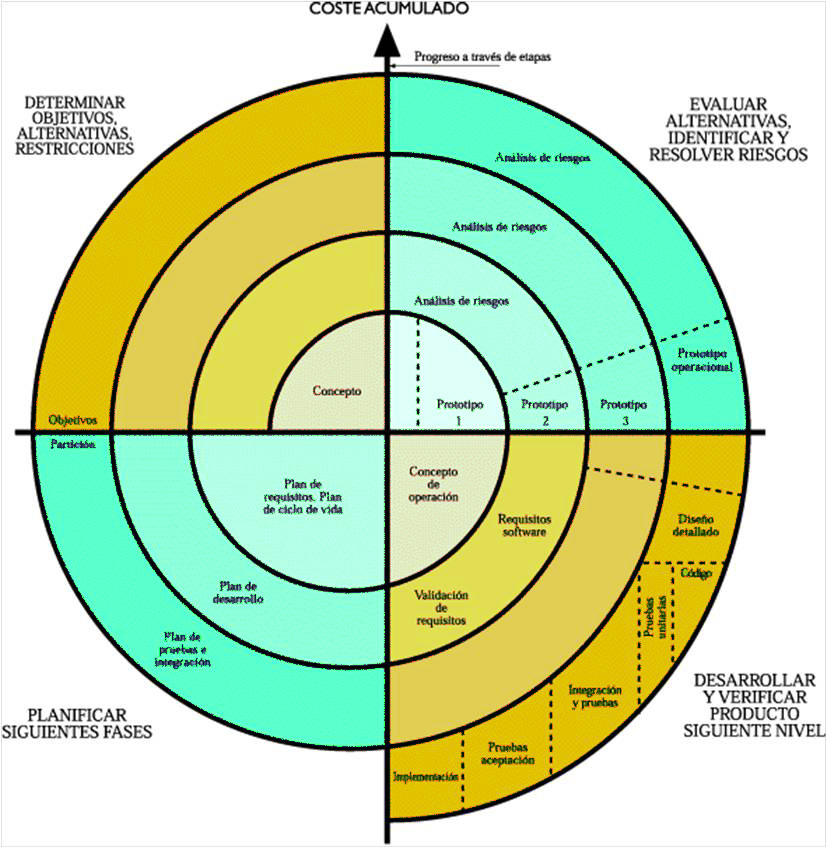 COSTE ACUMULADO
Progreso a través de etapas
DETERMINAR
OBJETIVOS,
ALTERNATIVAS,
RESTRICCIONES
EVALUAR
ALTERNATIVAS,
IDENTIFICAR Y
RESOLVER RIESGOS
Análisis de riesgos
Análisis de riesgos
Análisis de riesgos
Prototipo
operacional
Concepto
Prototipo
1
Prototipo
2
Prototipo
3
Objetivos
Partición
Plan de
requisitos. Plan
de ciclo de vida
Concepto
de
operación
Requisitos
software
Diseño
detallado
Código
Pruebas
unitarias
Plan de
desarrollo
Validación
de
requisitos
Plan de
pruebas e
integración
Integración
y pruebas
Pruebas
aceptación
Implementación
PLANIFICAR
SIGUIENTES FASES
DESARROLLAR
Y VERIFICAR
PRODUCTO
SIGUIENTE NIVEL